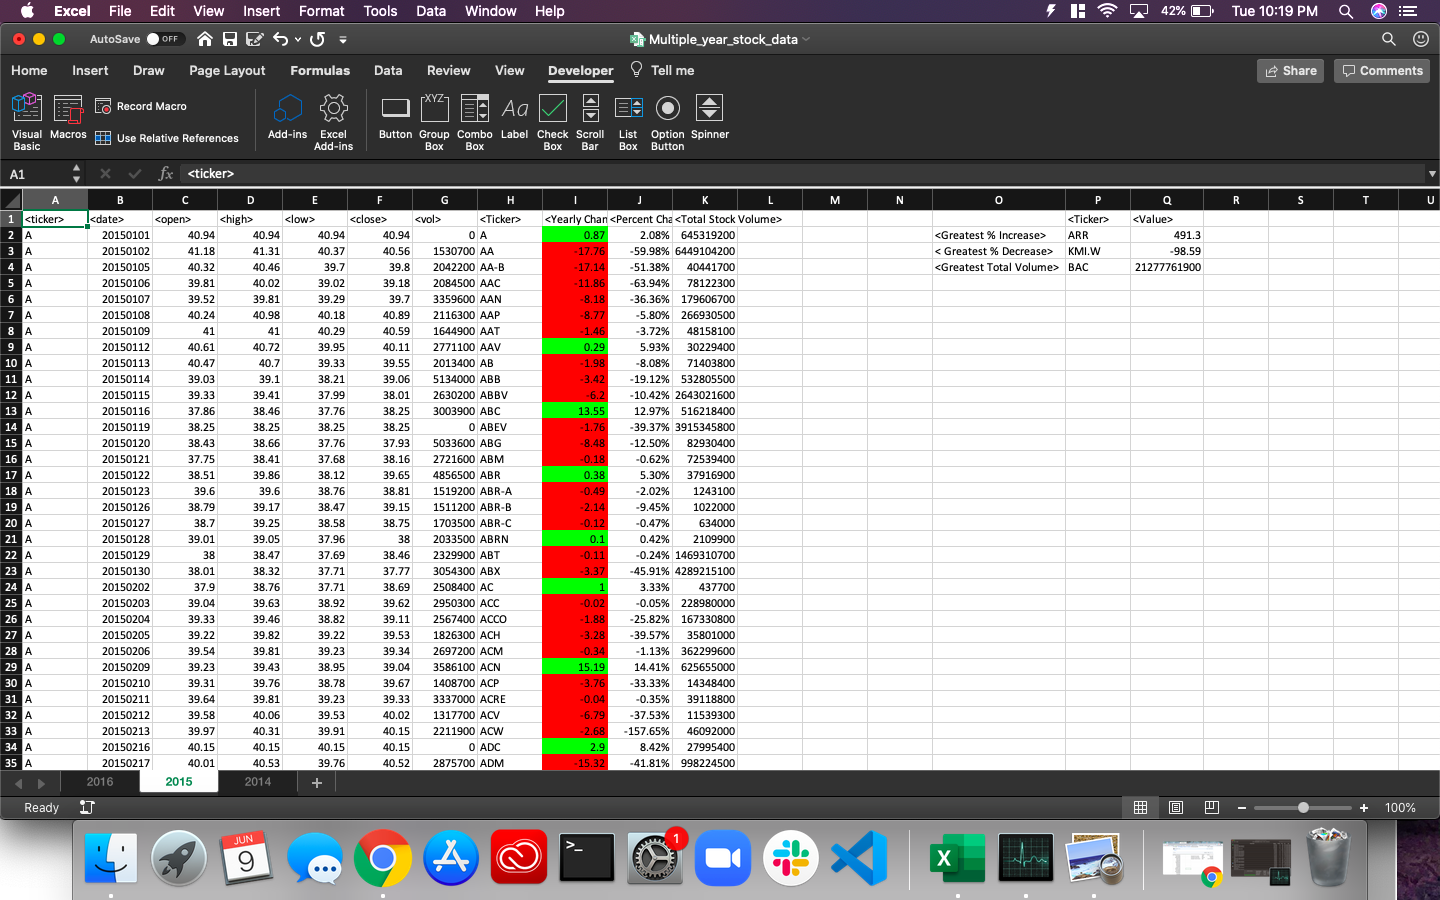 Excel File Edit View Insert Format Tools Data Window Help 42% Tue 10:19 PM
AutoSave OFF Multiple_year_stock_data
Home Insert Draw Page Layout Formulas Data Review View Developer Tell me Share Comments
Visual Basic Macros Record Macro Use Relative References Add-ins Excel Add-ins Button Group Box Combo Box Label Check Box Scroll Bar List Box Option Button Spinner
A1 fx <ticker>
A B C D E F G H I J K L M N O P Q R S T U
1 <ticker> <date> <open> <high> <low> <close> <vol> <Ticker> <Yearly Chan <Percent Cha <Total Stock Volume> <Ticker> <Value>
2 A 20150101 40.94 40.94 40.94 40.94 0 A 0.87 2.08% 645319200 <Greatest % Increase> ARR 491.3
3 A 20150102 41.18 41.31 40.37 40.56 1530700 AA -17.76 -59.98% 6449104200 < Greatest % Decrease> KMI.W -98.59
4 A 20150105 40.32 40.46 39.7 39.8 2042200 AA-B -17.14 -51.38% 40441700 <Greatest Total Volume> BAC 21277761900
5 A 20150106 39.81 40.02 39.02 39.18 2084500 AAC -11.86 -63.94% 78122300
6 A 20150107 39.52 39.81 39.29 39.7 3359600 AAN -8.18 -36.36% 179606700
7 A 20150108 40.24 40.98 40.18 40.89 2116300 AAP -8.77 -5.80% 266930500
8 A 20150109 41 41 40.29 40.59 1644900 AAT -1.46 -3.72% 48158100
9 A 20150112 40.61 40.72 39.95 40.11 2771100 AAV 0.29 5.93% 30229400
10 A 20150113 40.47 40.7 39.33 39.55 2013400 AB -1.98 -8.08% 71403800
11 A 20150114 39.03 39.1 38.21 39.06 5134000 ABB -3.42 -19.12% 532805500
12 A 20150115 39.33 39.41 37.99 38.01 2630200 ABBV -6.2 -10.42% 2643021600
13 A 20150116 37.86 38.46 37.76 38.25 3003900 ABC 13.55 12.97% 516218400
14 A 20150119 38.25 38.25 38.25 38.25 0 ABEV -1.76 -39.37% 3915345800
15 A 20150120 38.43 38.66 37.76 37.93 5033600 ABG -8.48 -12.50% 82930400
16 A 20150121 37.75 38.41 37.68 38.16 2721600 ABM -0.18 -0.62% 72539400
17 A 20150122 38.51 39.86 38.12 39.65 4856500 ABR 0.38 5.30% 37916900
18 A 20150123 39.6 39.6 38.76 38.81 1519200 ABR-A -0.49 -2.02% 1243100
19 A 20150126 38.79 39.17 38.47 39.15 1511200 ABR-B -2.14 -9.45% 1022000
20 A 20150127 38.7 39.25 38.58 38.75 1703500 ABR-C -0.12 -0.47% 634000
21 A 20150128 39.01 39.05 37.96 38 2033500 ABRN 0.1 0.42% 2109900
22 A 20150129 38 38.47 37.69 38.46 2329900 ABT -0.11 -0.24% 1469310700
23 A 20150130 38.01 38.32 37.71 37.77 3054300 ABX -3.37 -45.91% 4289215100
24 A 20150202 37.9 38.76 37.71 38.69 2508400 AC 1 3.33% 437700
25 A 20150203 39.04 39.63 38.92 39.62 2950300 ACC -0.02 -0.05% 228980000
26 A 20150204 39.33 39.46 38.82 39.11 2567400 ACCO -1.88 -25.82% 167330800
27 A 20150205 39.22 39.82 39.22 39.53 1826300 ACH -3.28 -39.57% 35801000
28 A 20150206 39.54 39.81 39.23 39.34 2697200 ACM -0.34 -1.13% 362299600
29 A 20150209 39.23 39.43 38.95 39.04 3586100 ACN 15.19 14.41% 625655000
30 A 20150210 39.31 39.76 38.78 39.67 1408700 ACP -3.76 -33.33% 14348400
31 A 20150211 39.64 39.81 39.23 39.33 3337000 ACRE -0.04 -0.35% 39118800
32 A 20150212 39.58 40.06 39.53 40.02 1317700 ACV -6.79 -37.53% 11539300
33 A 20150213 39.97 40.31 39.91 40.15 2211900 ACW -2.68 -157.65% 46092000
34 A 20150216 40.15 40.15 40.15 40.15 0 ADC 2.9 8.42% 27995400
35 A 20150217 40.01 40.53 39.76 40.52 2875700 ADM -15.32 -41.81% 998224500
2016 2015 2014 +
Ready 100%
JUN 9 >_ 1 X